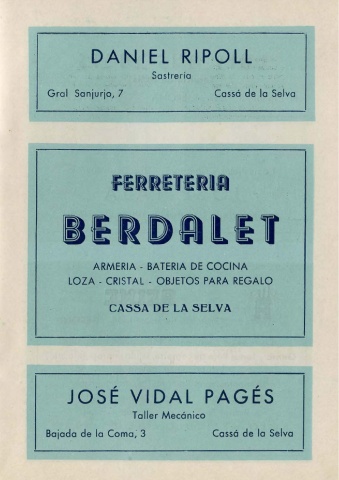 DANIEL RIPOLL
Sastreria
Gral Sanjurjo, 7 Cassá de la Selva
FERRETERIA
BERDALET
ARMERIA - BATERIA DE COCINA
LOZA - CRISTAL - OBJETOS PARA REGALO
CASSA DE LA SELVA
JOSÉ VIDAL PAGÉS
Taller Mecánico
Bajada de la Coma, 3 Cassá de la Selva